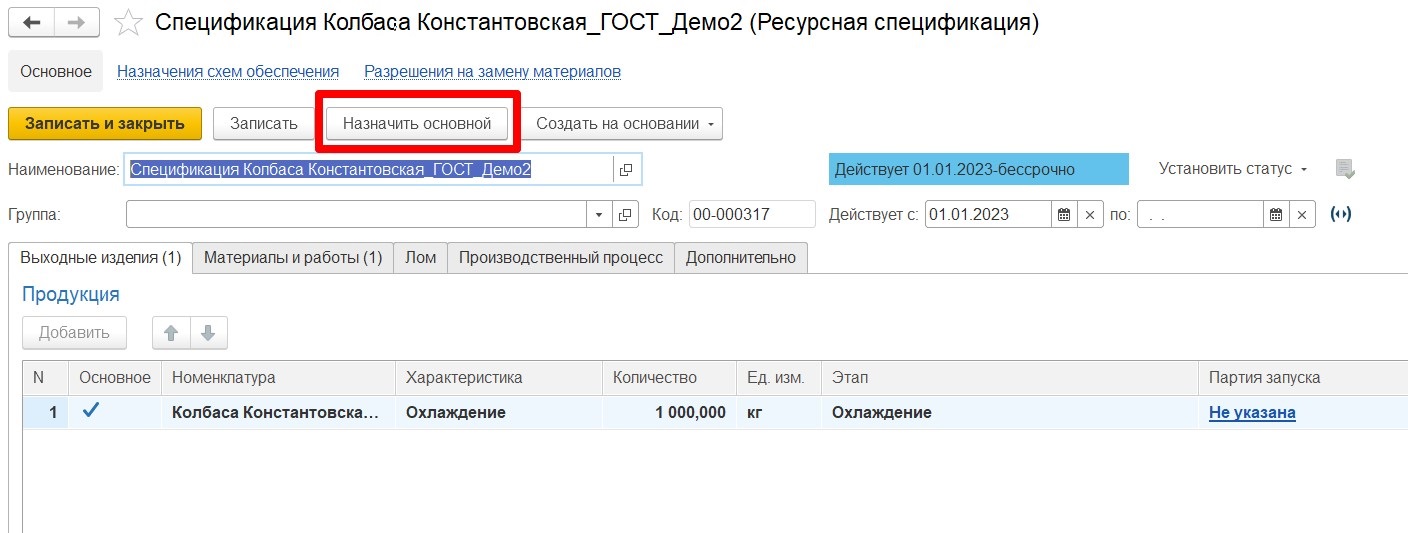 Спецификация Колбаса Константовская_ГОСТ_Демо2 (Ресурсная спецификация)
Основное Назначения схем обеспечения Разрешения на замену материалов
Записать и закрыть Записать Назначить основной Создать на основании
Наименование: Спецификация Колбаса Константовская_ГОСТ_Демо2 Действует 01.01.2023-бессрочно Установить статус
Группа: Код: 00-000317 Действует с: 01.01.2023 по: . .
Выходные изделия (1) Материалы и работы (1) Лом Производственный процесс Дополнительно
Продукция
Добавить
N Основное Номенклатура Характеристика Количество Ед. изм. Этап Партия запуска
1 Колбаса Константовска... Охлаждение 1 000,000 кг Охлаждение Не указана